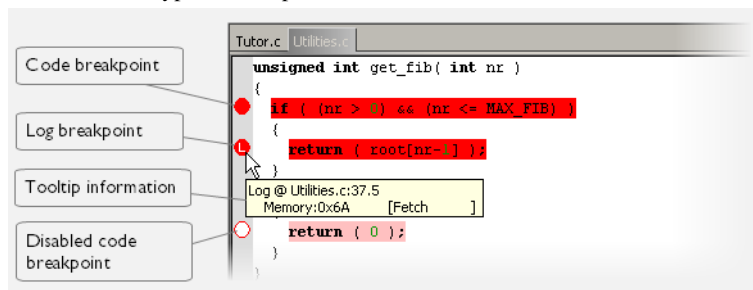 Tutor.c Utilities.c
Code breakpoint
unsigned int get_fib( int nr )
{
if ( (nr > 0) && (nr <= MAX_FIB) )
Log breakpoint
{
L
return ( root[nr-1] );
}
Tooltip information
Log @ Utilities.c:37.5
Memory:0x6A [Fetch ]
Disabled code
breakpoint
return ( 0 );
}
}